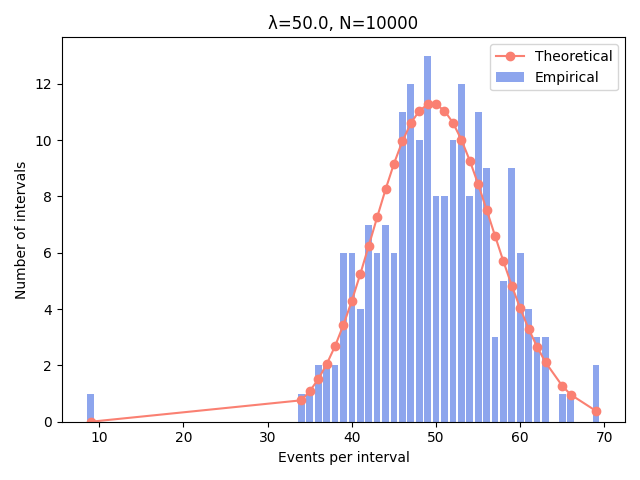 λ=50.0, N=10000
Theoretical
Empirical
Number of intervals
12
10
8
6
4
2
0
10 20 30 40 50 60 70
Events per interval